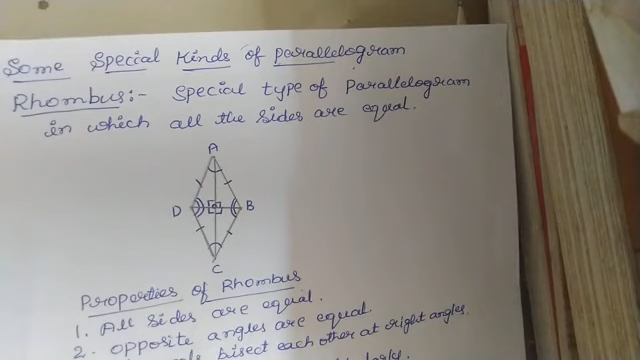 Some Special Kinds of parallelogram
Rhombus:- Special type of Parallelogram
in which all the sides are equal.
A
D
B
C
Properties of Rhombus
1. All sides are equal.
2. opposite angles are equal.
bisect each other at right angles.